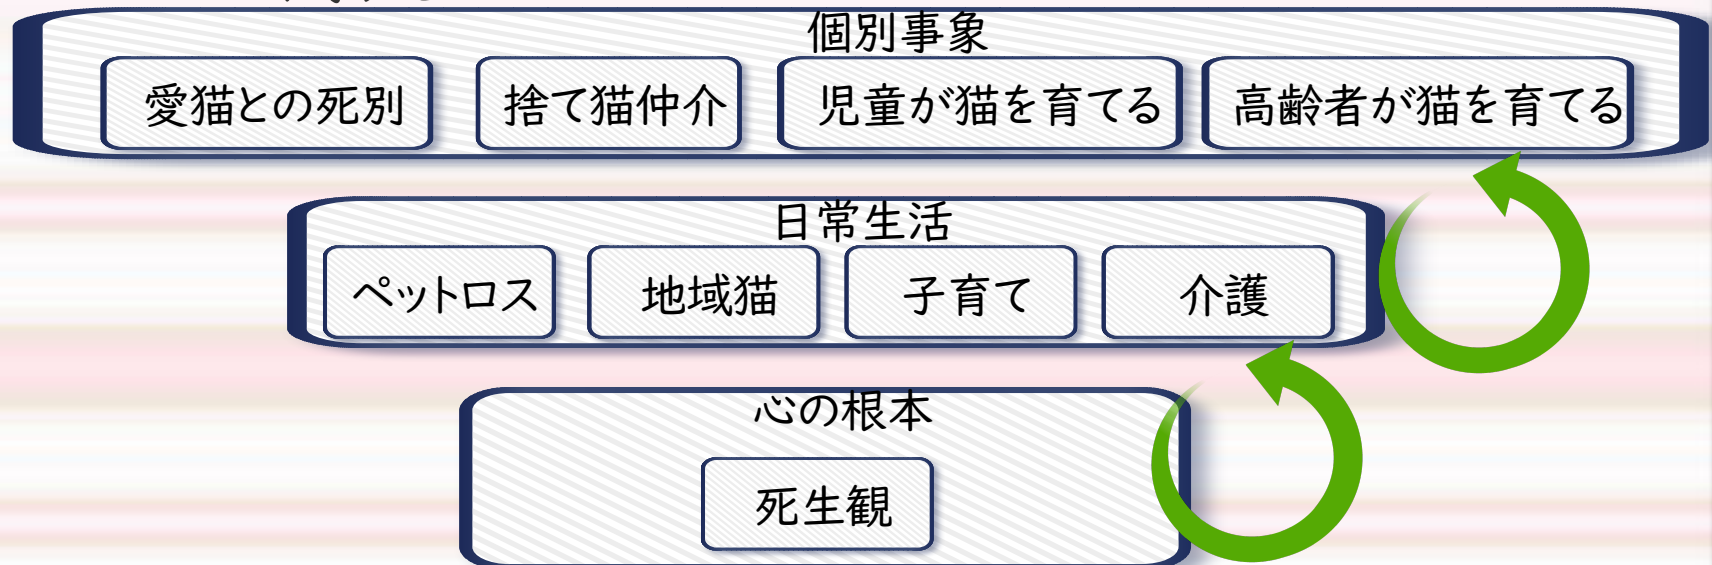 個別事象
愛猫との死別
捨て猫仲介
児童が猫を育てる
高齢者が猫を育てる
日常生活
ペットロス
地域猫
子育て
介護
心の根本
死生観